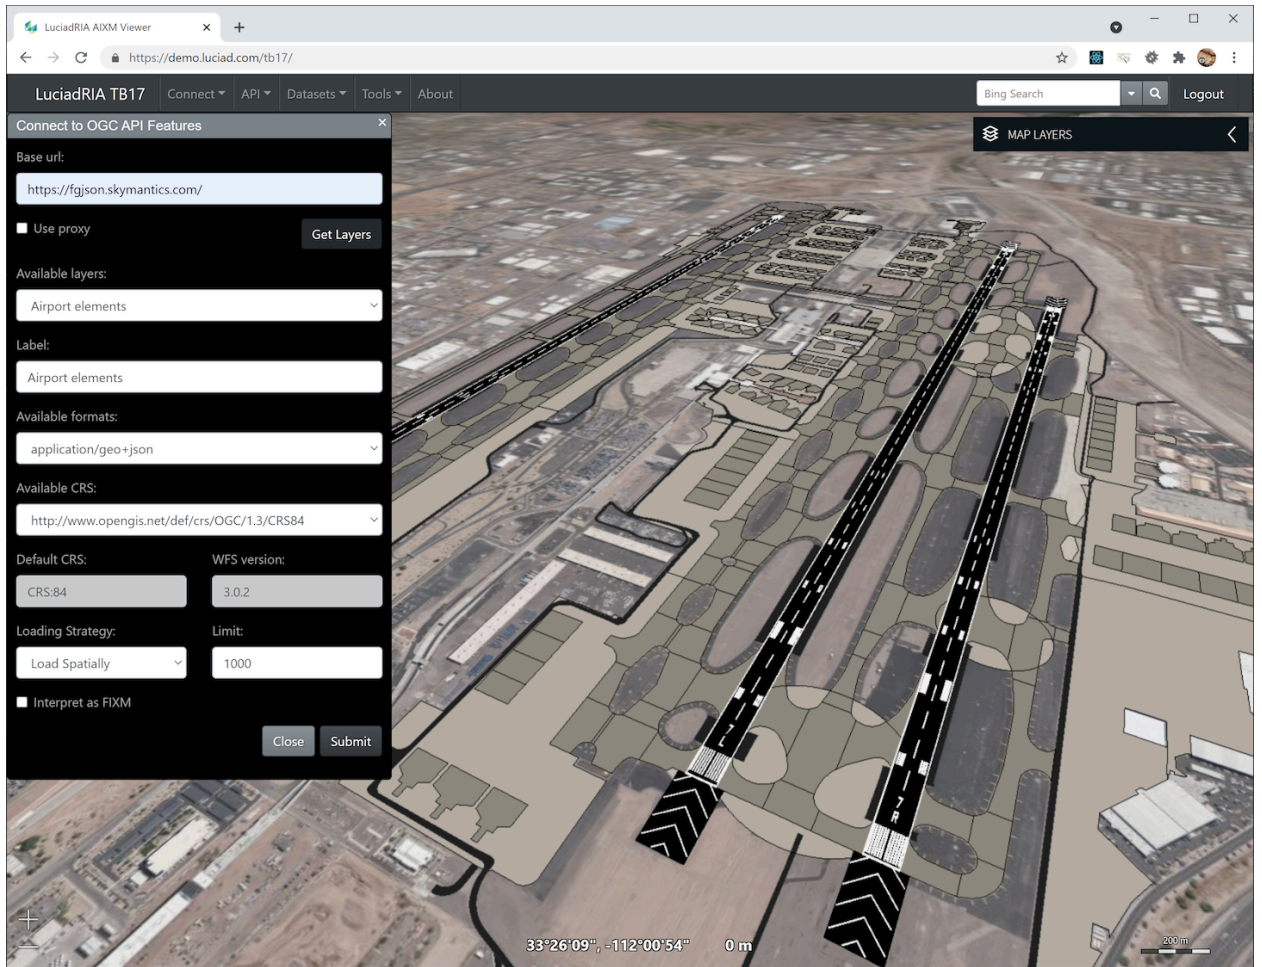 LuciadRIA AIXM Viewer
https://demo.luciad.com/tb17/
LuciadRIA TB17 Connect API Datasets Tools About Bing Search Logout
Connect to OGC API Features
MAP LAYERS
Base url:
https://fgjson.skymantics.com/
Use proxy
Get Layers
Available layers:
Airport elements
Label:
Airport elements
Available formats:
application/geo+json
Available CRS:
http://www.opengis.net/def/crs/OGC/1.3/CRS84
Default CRS: WFS version:
CRS:84 3.0.2
Loading Strategy: Limit:
Load Spatially 1000
Interpret as FIXM
Close Submit
7L
7R
33°26'09", -112°00'54" 0 m
200 m